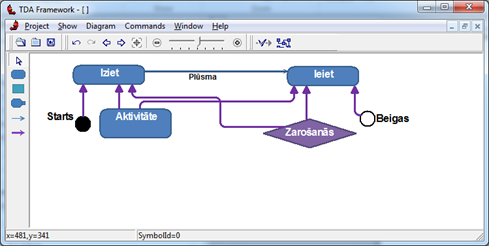 TDA Framework - [ ]
Project Show Diagram Commands Window Help
Iziet
Plūsma
Ieiet
Starts
Aktivitāte
Zarošanās
Beigas
x=481,y=341
SymbolId=0